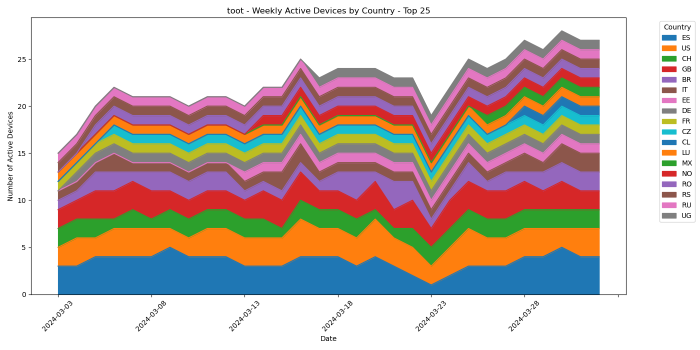 toot - Weekly Active Devices by Country - Top 25
Number of Active Devices
25
20
15
10
5
0
2024-03-03
2024-03-08
2024-03-13
2024-03-18
2024-03-23
2024-03-28
Date
Country
ES
US
CH
GB
BR
IT
EE
DE
FR
CZ
CL
LU
MX
NO
RO
RS
RU
UG